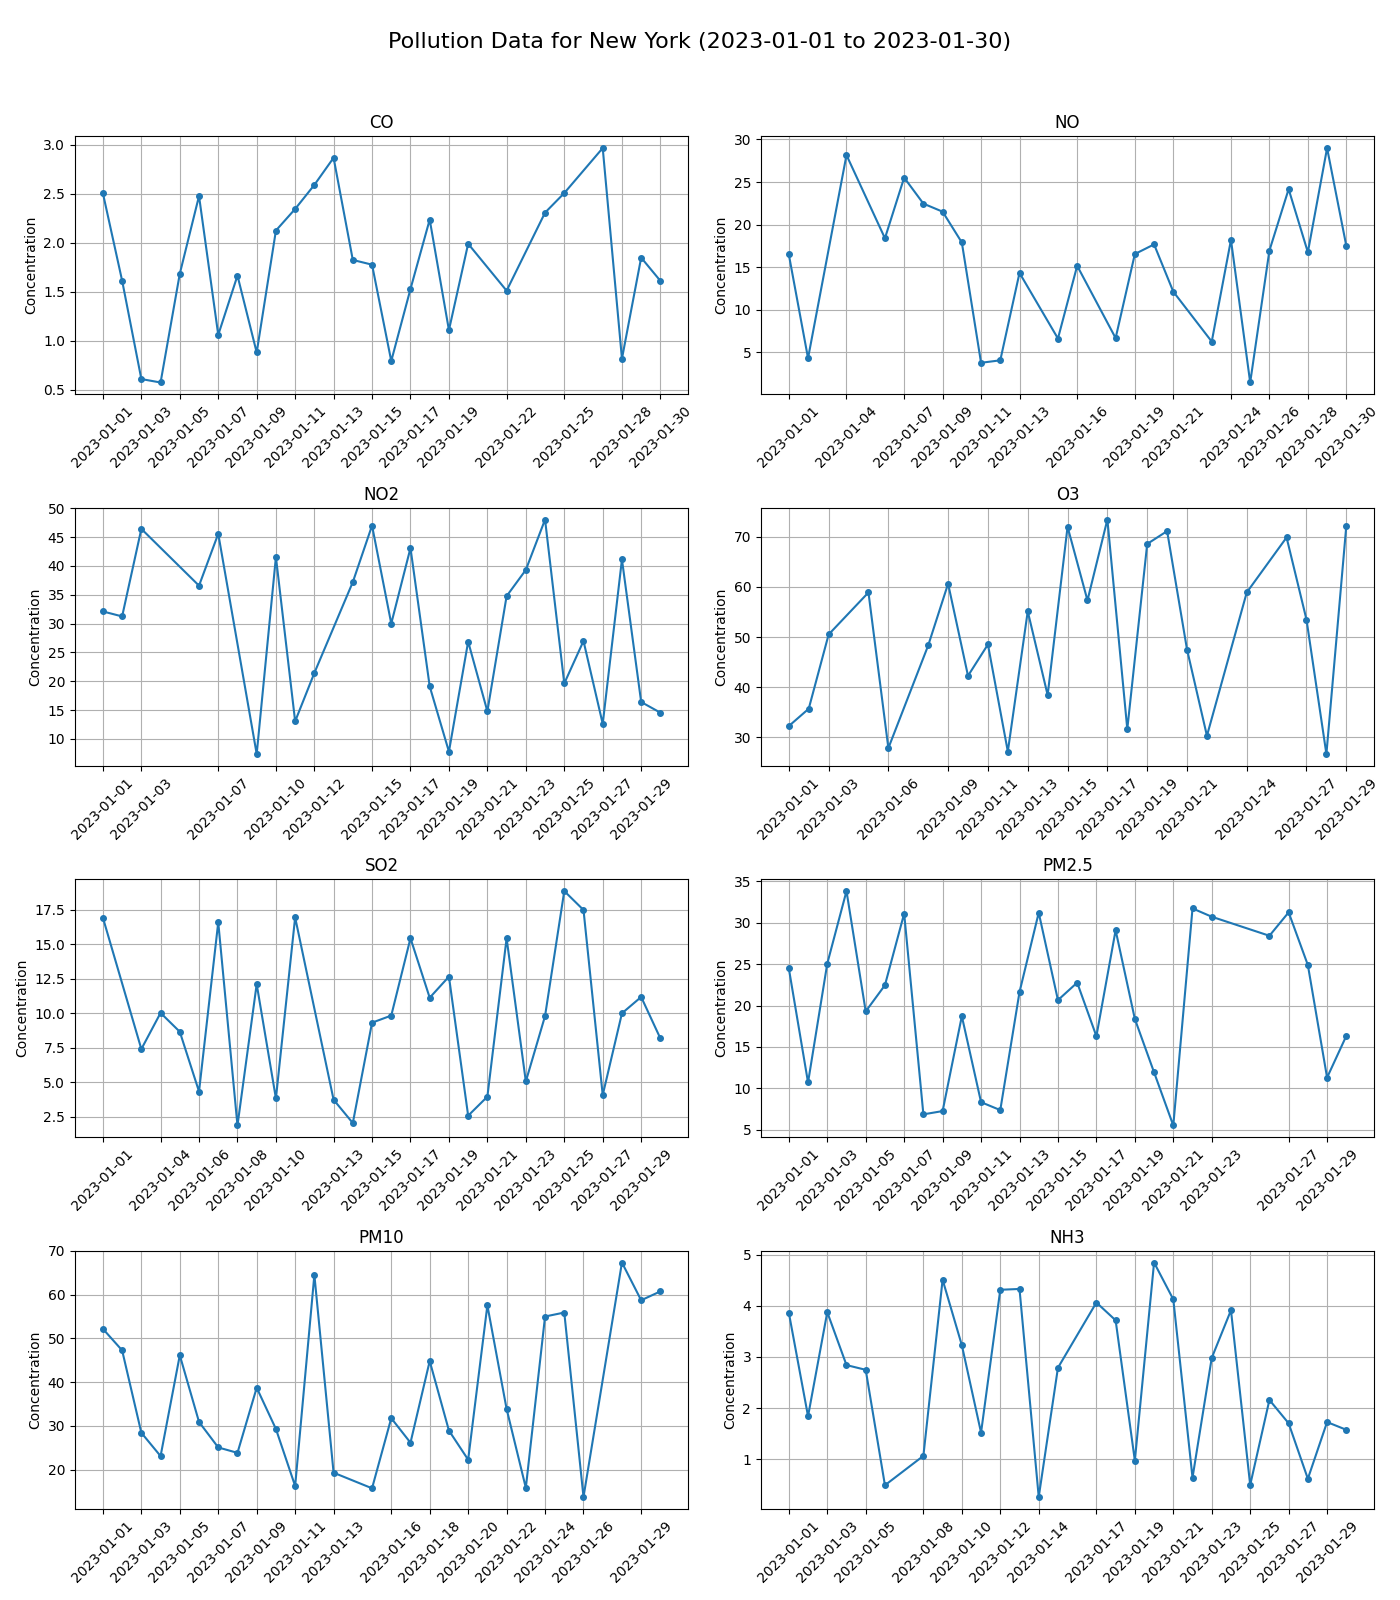 Pollution Data for New York (2023-01-01 to 2023-01-30)
CO
Concentration
3.0
2.5
2.0
1.5
1.0
0.5
2023-01-01 2023-01-03 2023-01-05 2023-01-07 2023-01-09 2023-01-11 2023-01-13 2023-01-15 2023-01-17 2023-01-19 2023-01-22 2023-01-25 2023-01-28 2023-01-30
NO
Concentration
30
25
20
15
10
5
2023-01-01 2023-01-04 2023-01-07 2023-01-09 2023-01-11 2023-01-13 2023-01-16 2023-01-19 2023-01-21 2023-01-24 2023-01-26 2023-01-28 2023-01-30
NO2
Concentration
50
45
40
35
30
25
20
15
10
2023-01-01 2023-01-03 2023-01-07 2023-01-10 2023-01-12 2023-01-15 2023-01-17 2023-01-19 2023-01-21 2023-01-23 2023-01-25 2023-01-27 2023-01-29
O3
Concentration
70
60
50
40
30
2023-01-01 2023-01-03 2023-01-06 2023-01-09 2023-01-11 2023-01-13 2023-01-15 2023-01-17 2023-01-19 2023-01-21 2023-01-24 2023-01-27 2023-01-29
SO2
Concentration
17.5
15.0
12.5
10.0
7.5
5.0
2.5
2023-01-01 2023-01-04 2023-01-06 2023-01-08 2023-01-10 2023-01-13 2023-01-15 2023-01-17 2023-01-19 2023-01-21 2023-01-23 2023-01-25 2023-01-27 2023-01-29
PM2.5
Concentration
35
30
25
20
15
10
5
2023-01-01 2023-01-03 2023-01-05 2023-01-07 2023-01-09 2023-01-11 2023-01-13 2023-01-15 2023-01-17 2023-01-19 2023-01-21 2023-01-23 2023-01-27 2023-01-29
PM10
Concentration
70
60
50
40
30
20
2023-01-01 2023-01-03 2023-01-05 2023-01-07 2023-01-09 2023-01-11 2023-01-13 2023-01-16 2023-01-18 2023-01-20 2023-01-22 2023-01-24 2023-01-26 2023-01-29
NH3
Concentration
5
4
3
2
1
2023-01-01 2023-01-03 2023-01-05 2023-01-08 2023-01-10 2023-01-12 2023-01-14 2023-01-17 2023-01-19 2023-01-21 2023-01-23 2023-01-25 2023-01-27 2023-01-29